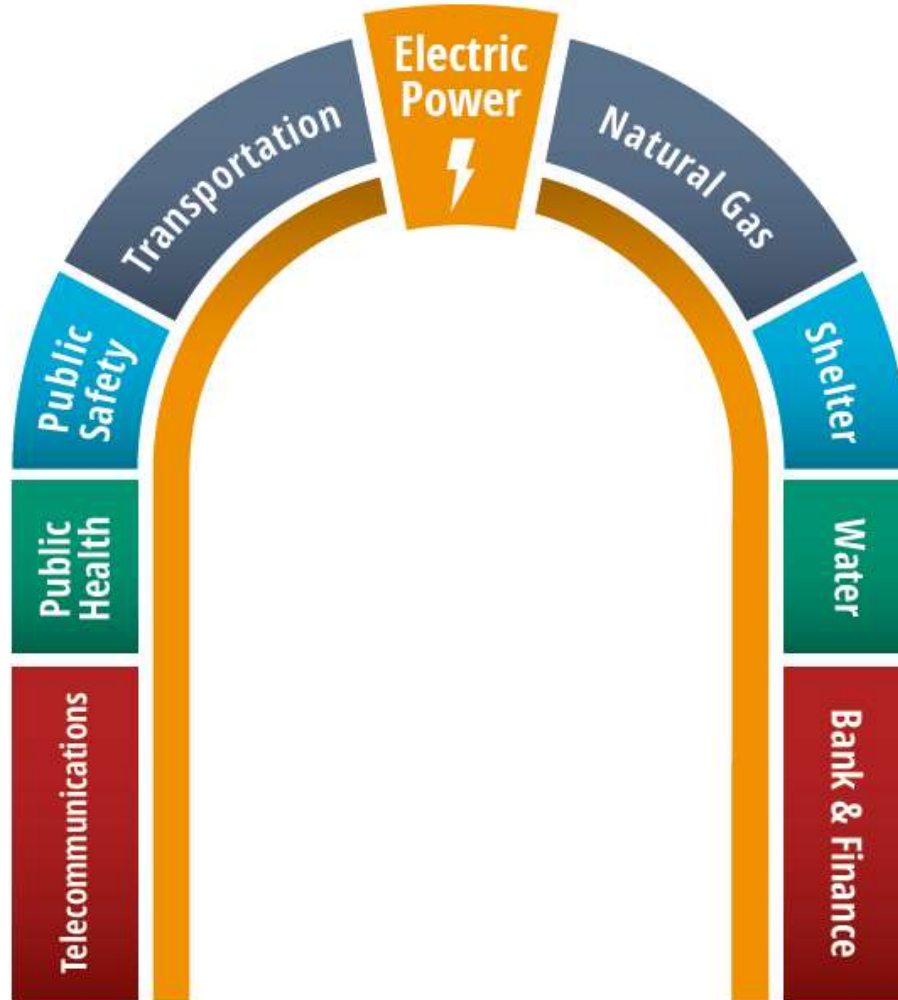 Electric
Power
Transportation
Natural Gas
Public
Safety
Shelter
Public
Health
Water
Telecommunications
Bank & Finance